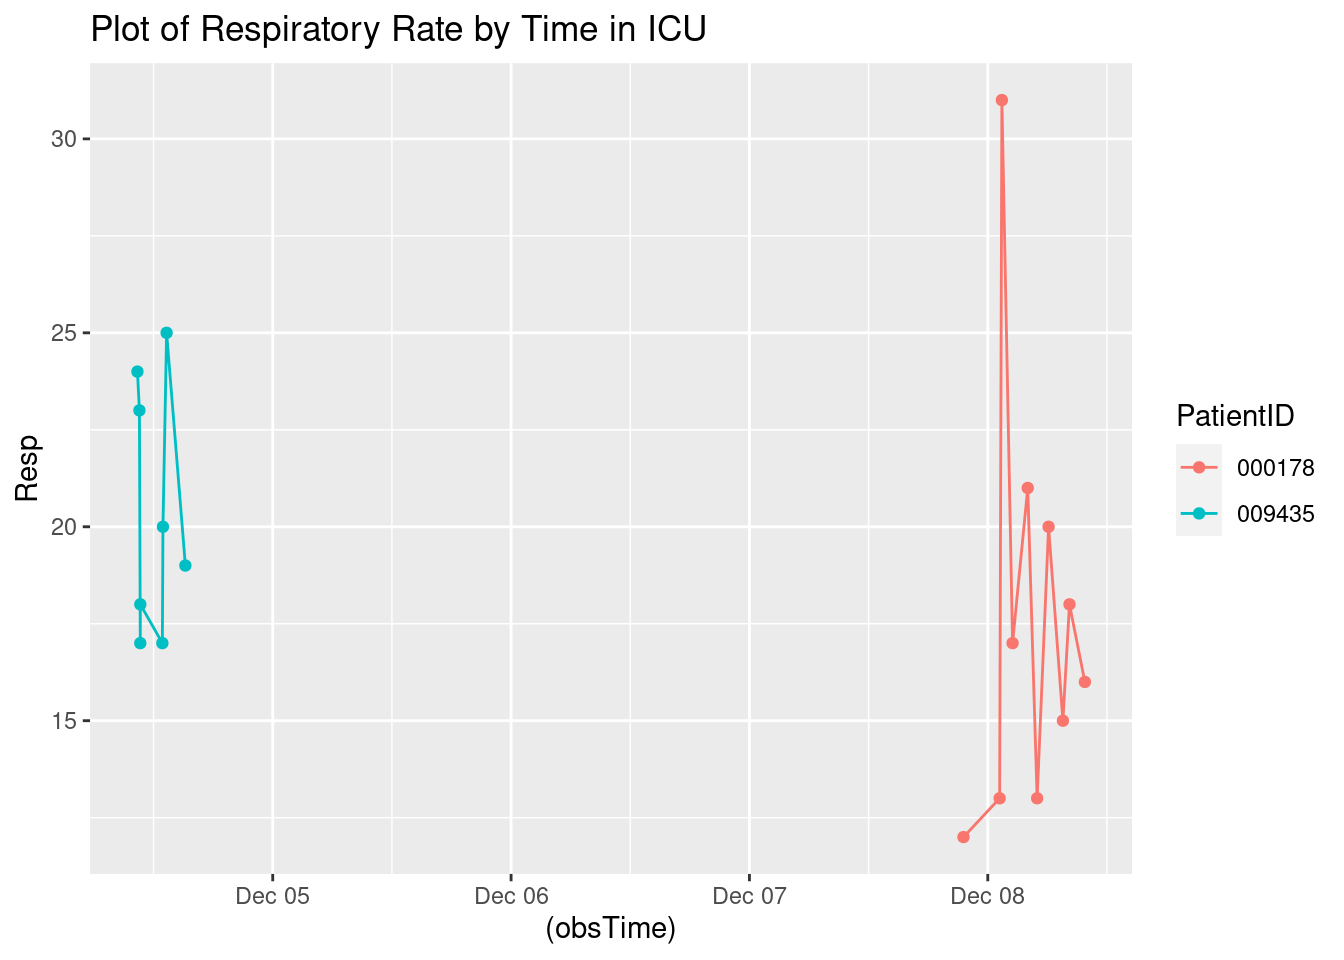 Plot of Respiratory Rate by Time in ICU
30
25
20
15
Resp
Dec 05
Dec 06
Dec 07
Dec 08
(obsTime)
PatientID
000178
009435